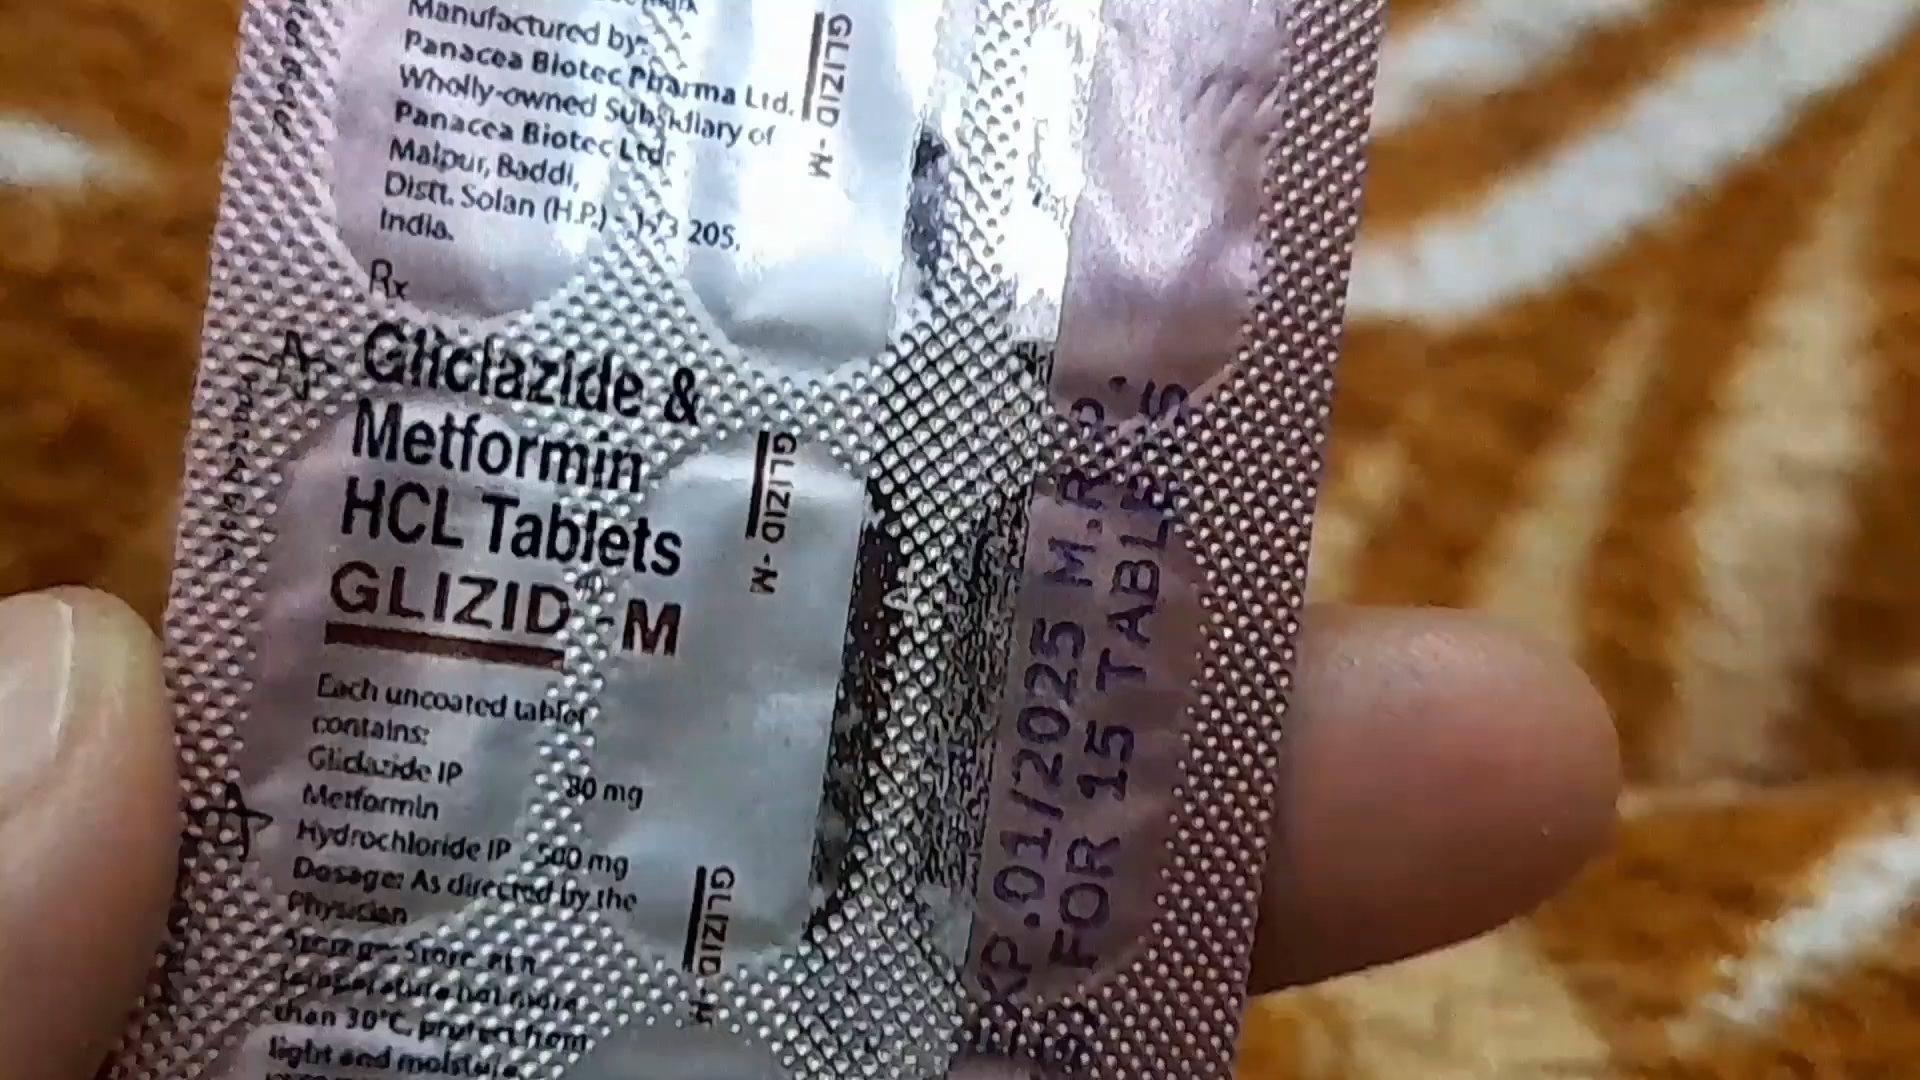 Manufactured by:
Panacea Biotec Pharma Ltd.
Wholly-owned Subsidiary of
Panacea Biotec Ltd.
Malpur, Baddi,
Distt. Solan (H.P.) - 173 205,
India.
Rx
Gliclazide &
Metformin
HCL Tablets
GLIZID®-M
Each uncoated tablet
contains:
Gliclazide IP 80 mg
Metformin
Hydrochloride IP 500 mg
Dosage: As directed by the
Physician
Storage: Store at a
temperature not more
than 30°C, protect from
light and moisture.
GLIZID -M
GLIZID -M
GLIZID -M
XP.01/2025 M.R.P.
FOR 15 TABLETS